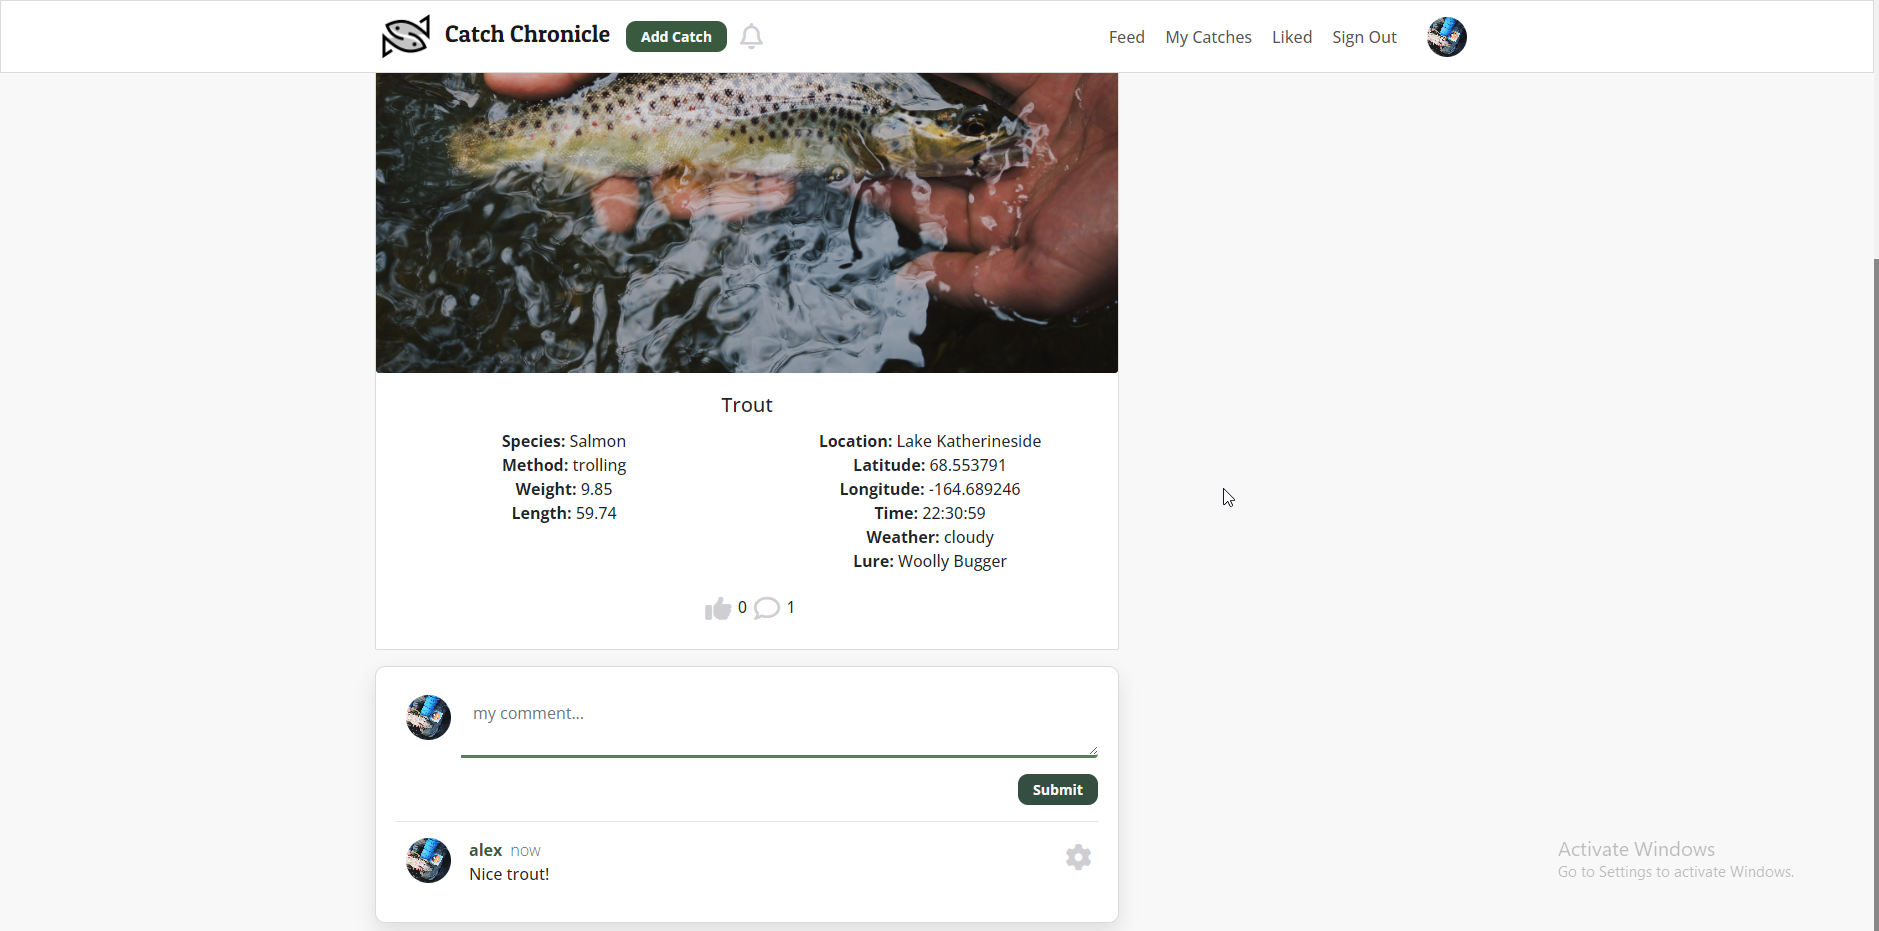 Catch Chronicle
Add Catch
Feed
My Catches
Liked
Sign Out
Trout
Species: Salmon
Method: trolling
Weight: 9.85
Length: 59.74
Location: Lake Katherineside
Latitude: 68.553791
Longitude: -164.689246
Time: 22:30:59
Weather: cloudy
Lure: Woolly Bugger
0
1
my comment...
Submit
alex now
Nice trout!
Activate Windows
Go to Settings to activate Windows.